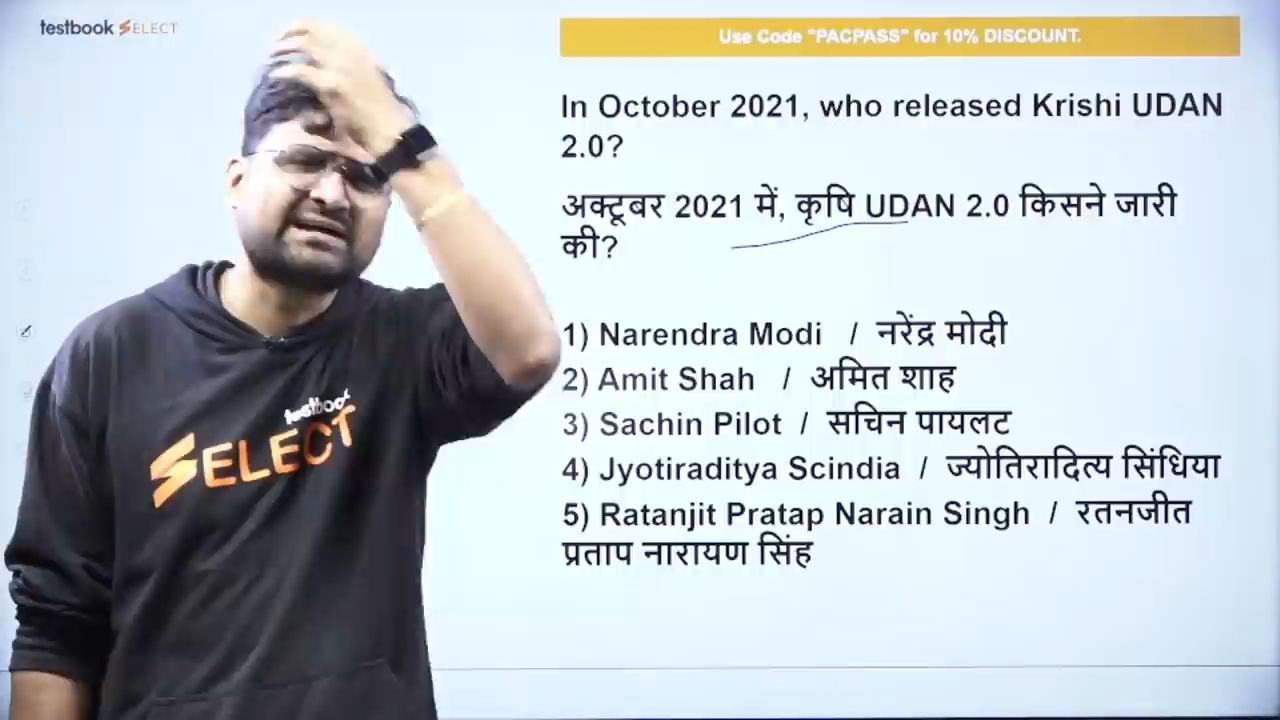 testbook SELECT
Use Code "PACPASS" for 10% DISCOUNT.
In October 2021, who released Krishi UDAN
2.0?
अक्टूबर 2021 में, कृषि UDAN 2.0 किसने जारी
की?
1) Narendra Modi / नरेंद्र मोदी
2) Amit Shah / अमित शाह
3) Sachin Pilot / सचिन पायलट
4) Jyotiraditya Scindia / ज्योतिरादित्य सिंधिया
5) Ratanjit Pratap Narain Singh / रतनजीत
प्रताप नारायण सिंह
testbook
SELECT